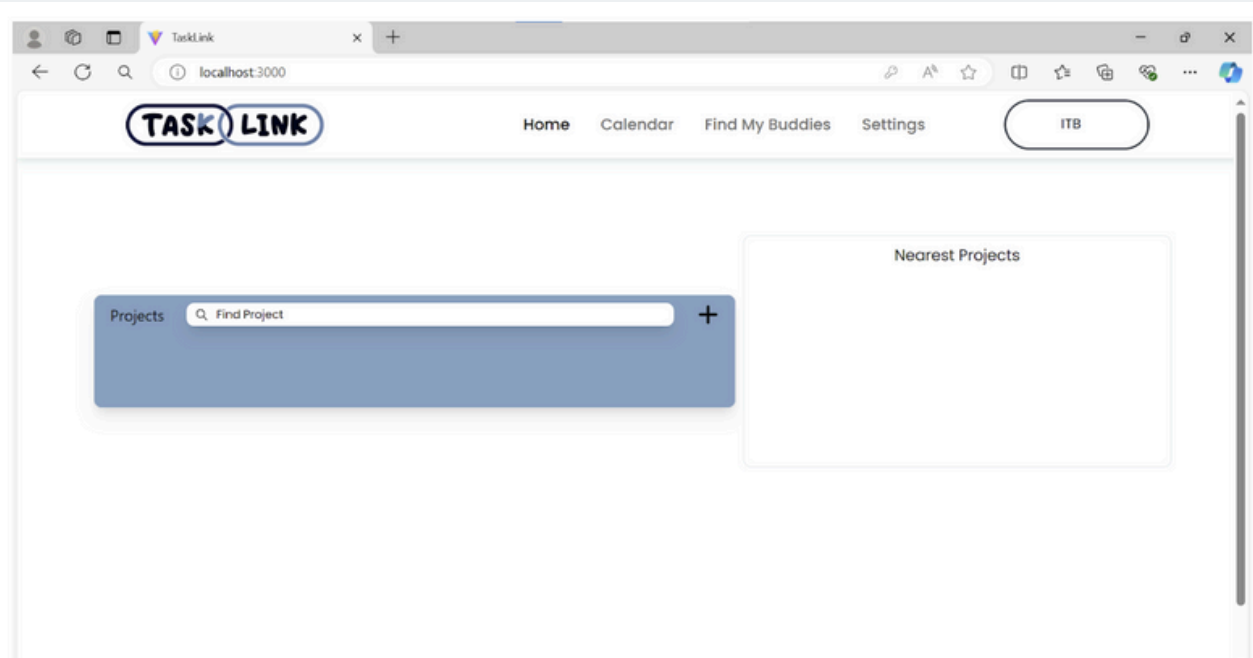 TaskLink
localhost:3000
TASK LINK
Home Calendar Find My Buddies Settings ITB
Nearest Projects
Projects Find Project